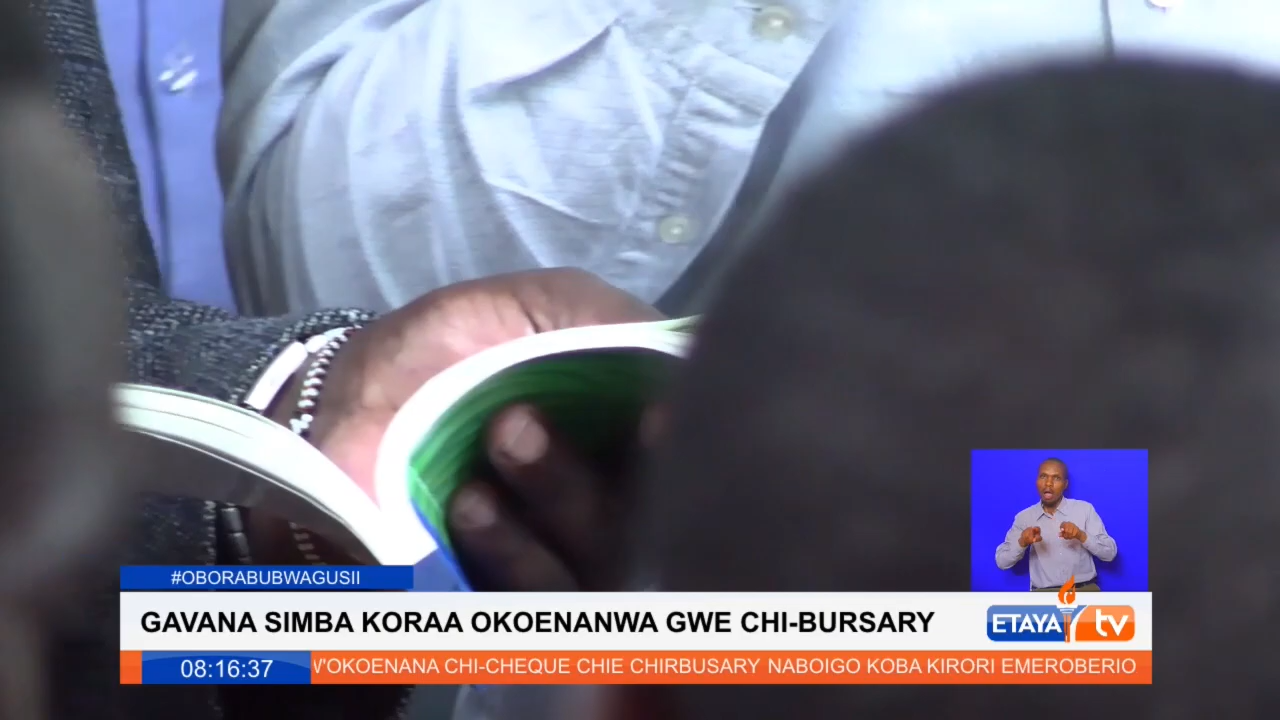 #OBORABUBWAGUSII
GAVANA SIMBA KORAA OKOENANWA GWE CHI-BURSARY
ETAYA tv
08:16:37
'OKOENANA CHI-CHEQUE CHIE CHIRBUSARY NABOIGO KOBA KIRORI EMEROBERIO